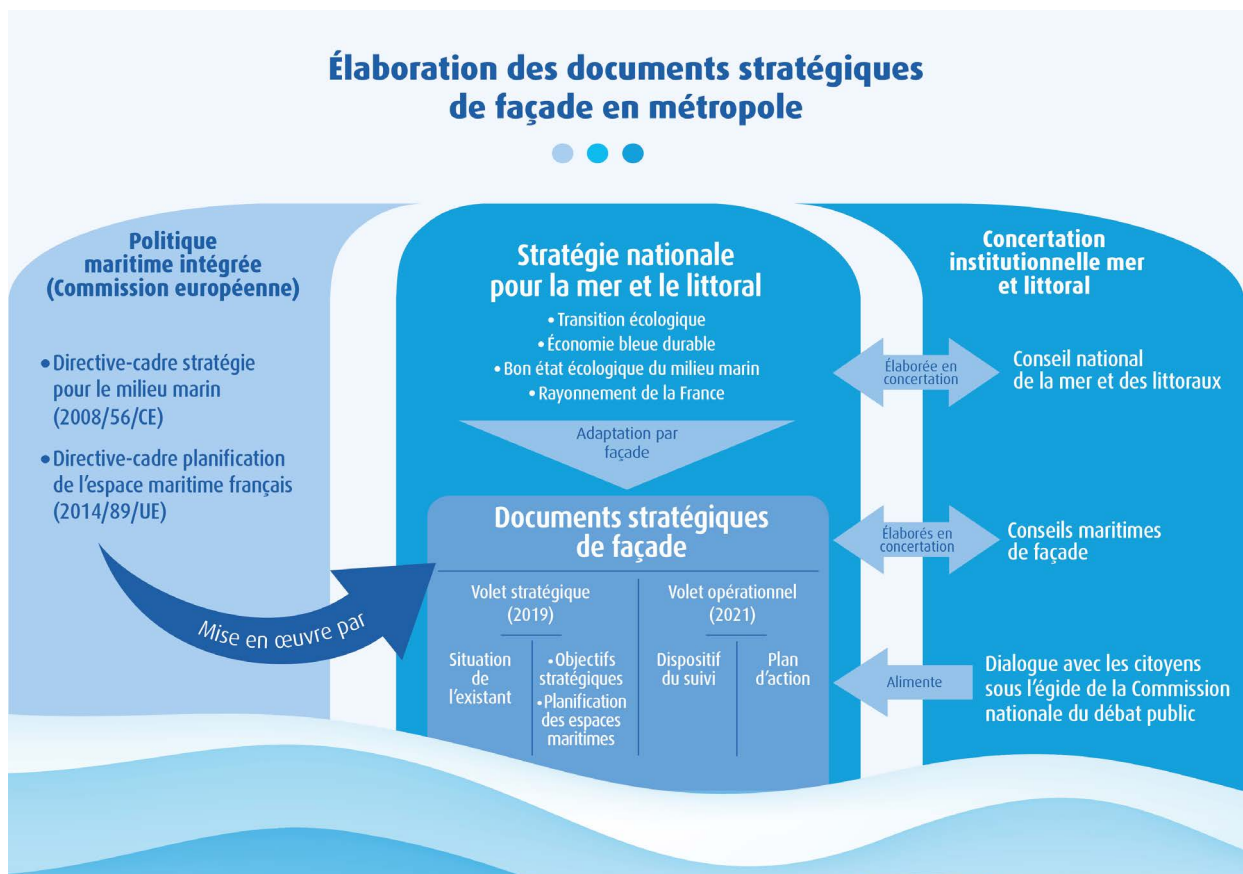 Élaboration des documents stratégiques
de façade en métropole
Politique
maritime intégrée
(Commission européenne)
• Directive-cadre stratégie
pour le milieu marin
(2008/56/CE)
• Directive-cadre planification
de l'espace maritime français
(2014/89/UE)
Mise en œuvre par
Stratégie nationale
pour la mer et le littoral
• Transition écologique
• Économie bleue durable
• Bon état écologique du milieu marin
• Rayonnement de la France
Adaptation par
façade
Documents stratégiques
de façade
Volet stratégique
(2019)
Situation
de
l'existant
• Objectifs
stratégiques
• Planification
des espaces
maritimes
Volet opérationnel
(2021)
Dispositif
du suivi
Plan
d'action
Concertation
institutionnelle mer
et littoral
Élaborée en
concertation
Conseil national
de la mer et des littoraux
Élaborés en
concertation
Conseils maritimes
de façade
Alimente
Dialogue avec les citoyens
sous l'égide de la Commission
nationale du débat public